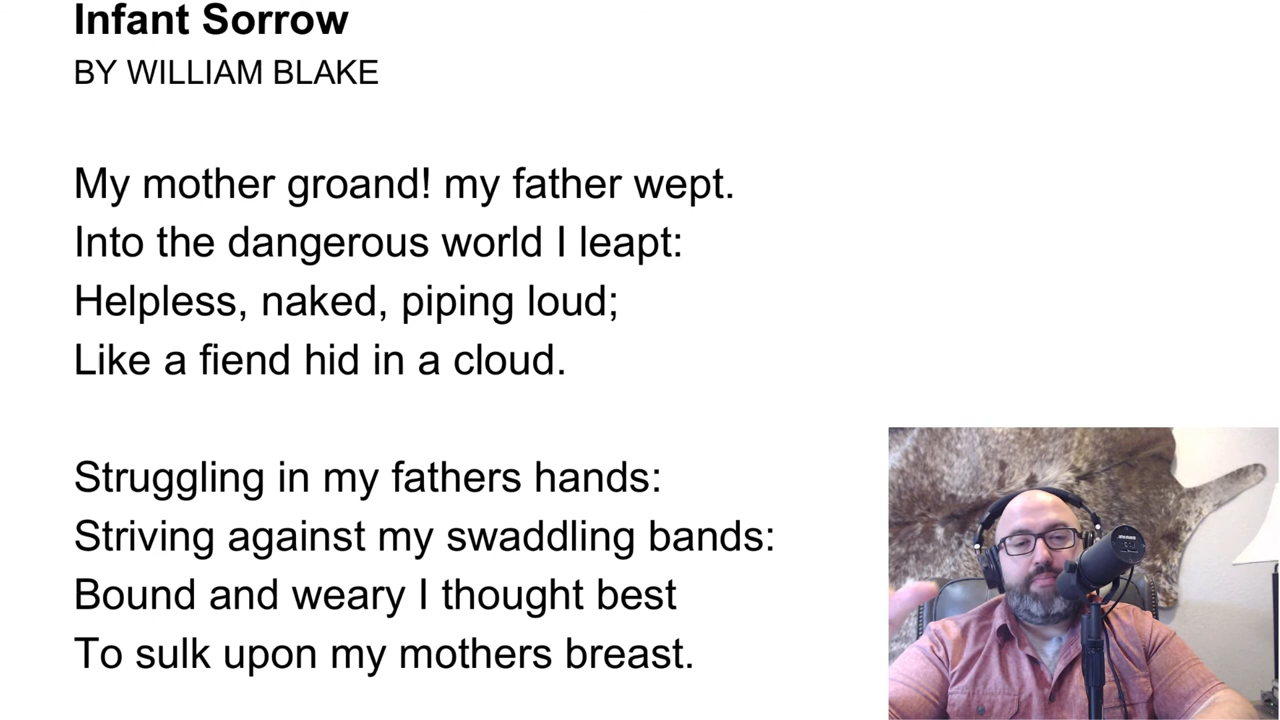 Infant Sorrow
BY WILLIAM BLAKE
My mother groand! my father wept.
Into the dangerous world I leapt:
Helpless, naked, piping loud;
Like a fiend hid in a cloud.
Struggling in my fathers hands:
Striving against my swaddling bands:
Bound and weary I thought best
To sulk upon my mothers breast.